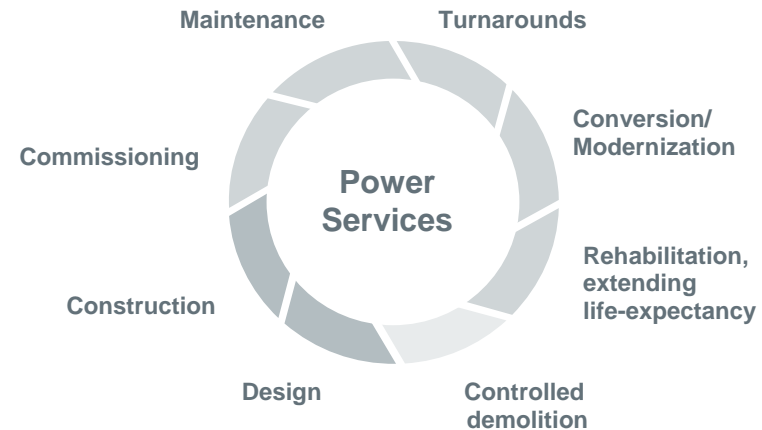 Maintenance
Turnarounds
Conversion/
Modernization
Commissioning
Power
Services
Rehabilitation,
extending
life-expectancy
Construction
Design
Controlled
demolition